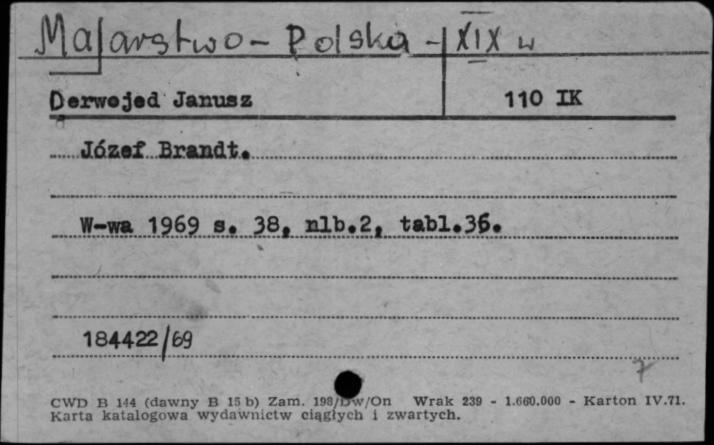 Malarstwo - Polska - XIX w
Derwojed Janusz 110 IK
Józef Brandt.
W-wa 1969 s. 38, nlb.2, tabl.36.
184422/69
7
CWD B 144 (dawny B 15 b) Zam. 198/Dw/On Wrak 239 - 1.660.000 - Karton IV.71.
Karta katalogowa wydawnictw ciągłych i zwartych.